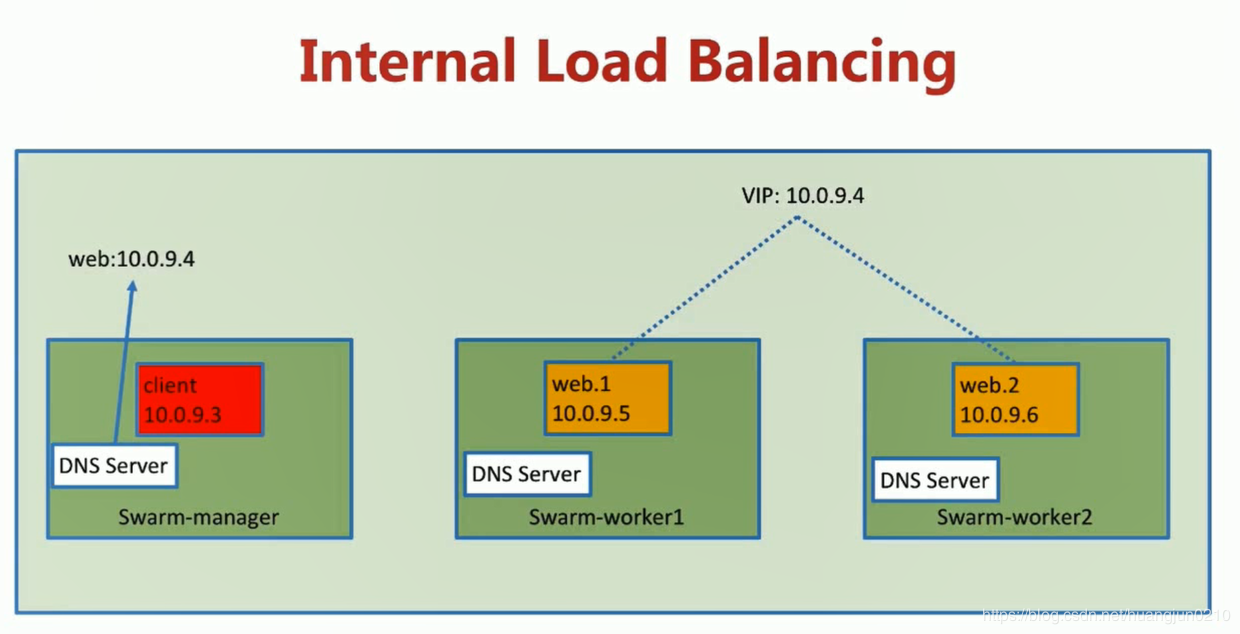 Internal Load Balancing
VIP: 10.0.9.4
web:10.0.9.4
client
10.0.9.3
DNS Server
Swarm-manager
web.1
10.0.9.5
DNS Server
Swarm-worker1
web.2
10.0.9.6
DNS Server
Swarm-worker2
https://blog.csdn.net/huangjun0210